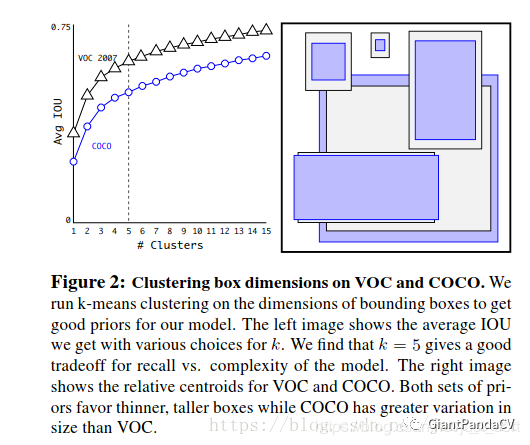 0.75
VOC 2007
Avg IOU
COCO
0
1 2 3 4 5 6 7 8 9 10 11 12 13 14 15
# Clusters
Figure 2: Clustering box dimensions on VOC and COCO. We
run k-means clustering on the dimensions of bounding boxes to get
good priors for our model. The left image shows the average IOU
we get with various choices for k. We find that k = 5 gives a good
tradeoff for recall vs. complexity of the model. The right image
shows the relative centroids for VOC and COCO. Both sets of pri-
ors favor thinner, taller boxes while COCO has greater variation in
size than VOC.
https://blog.csdn.net/
GiantPandaCV